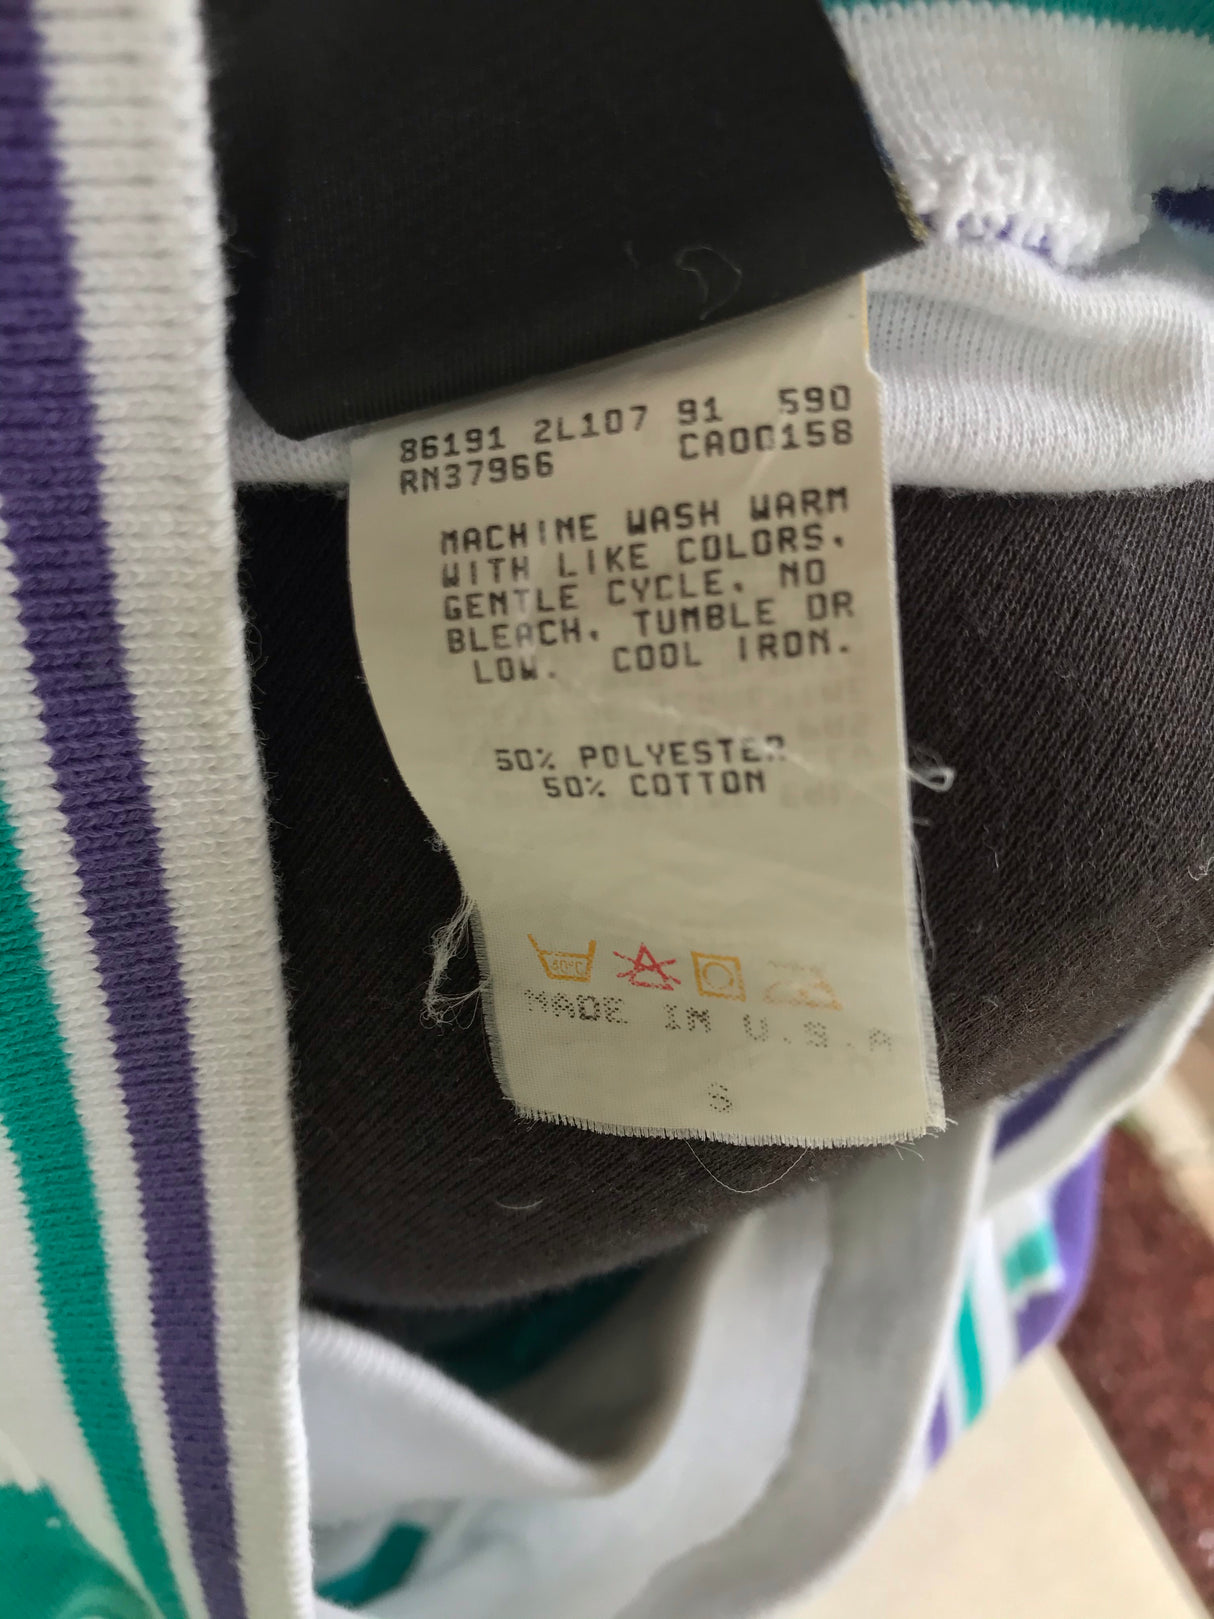 86191 2L107 91 590
RN37966 CA00158
MACHINE WASH WARM
WITH LIKE COLORS,
GENTLE CYCLE, NO
BLEACH. TUMBLE DR
LOW. COOL IRON.
50% POLYESTER
50% COTTON
40°C A
MADE IN U.S.A
S